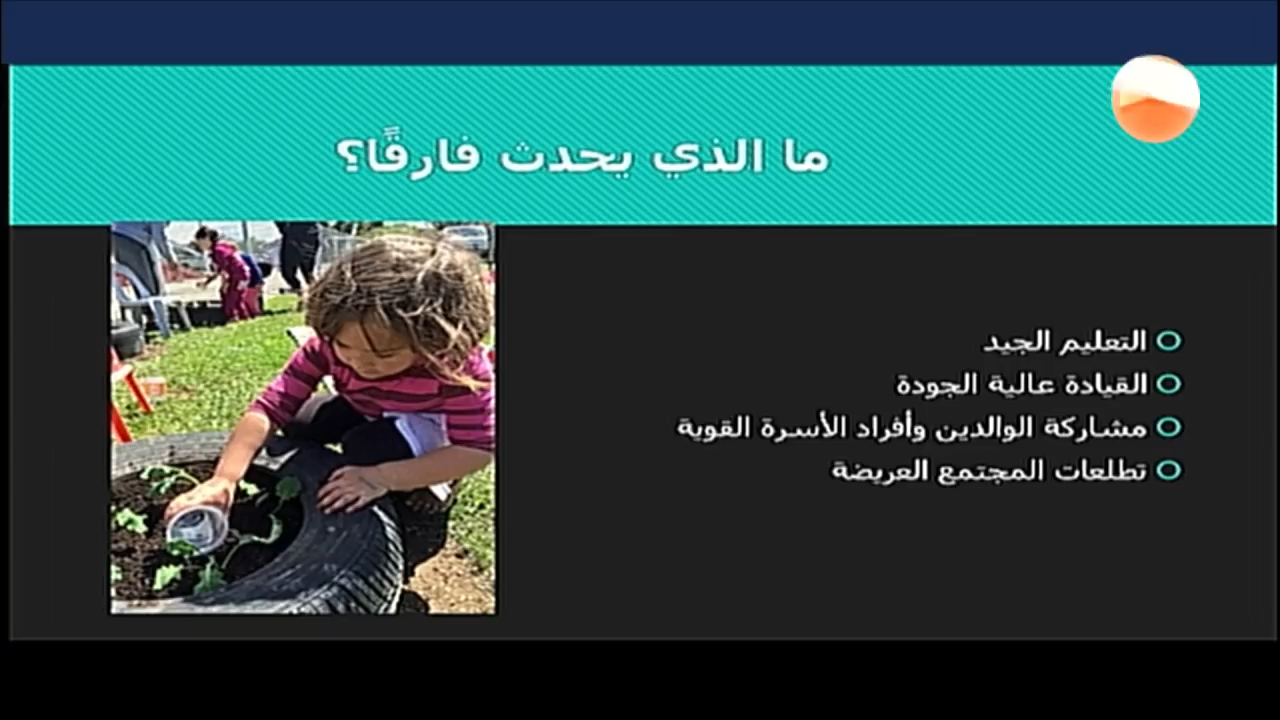 ما الذي يحدث فارقًا؟
التعليم الجيد
القيادة عالية الجودة
مشاركة الوالدين وأفراد الأسرة القوية
تطلعات المجتمع العريضة